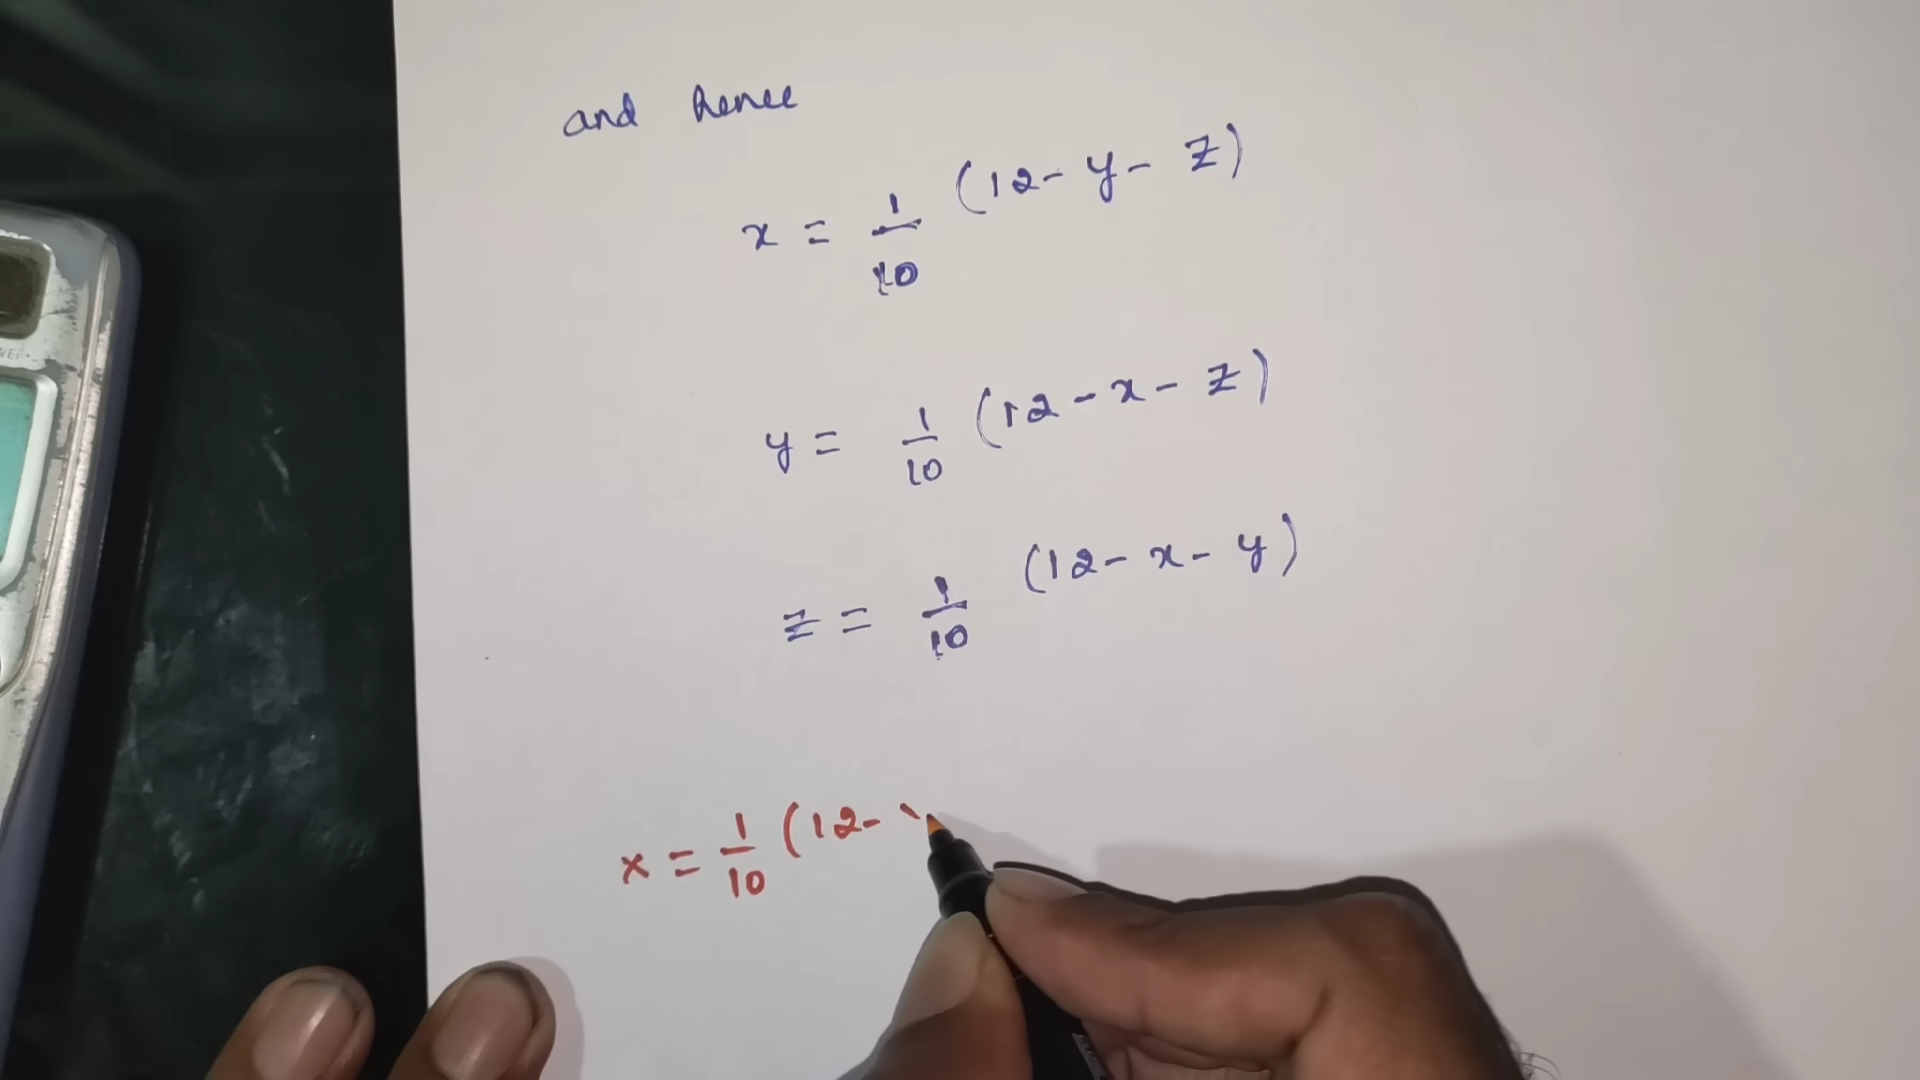 and hence
x = 1/10 (12 - y - z)
y = 1/10 (12 - x - z)
z = 1/10 (12 - x - y)
x = 1/10 (12 -